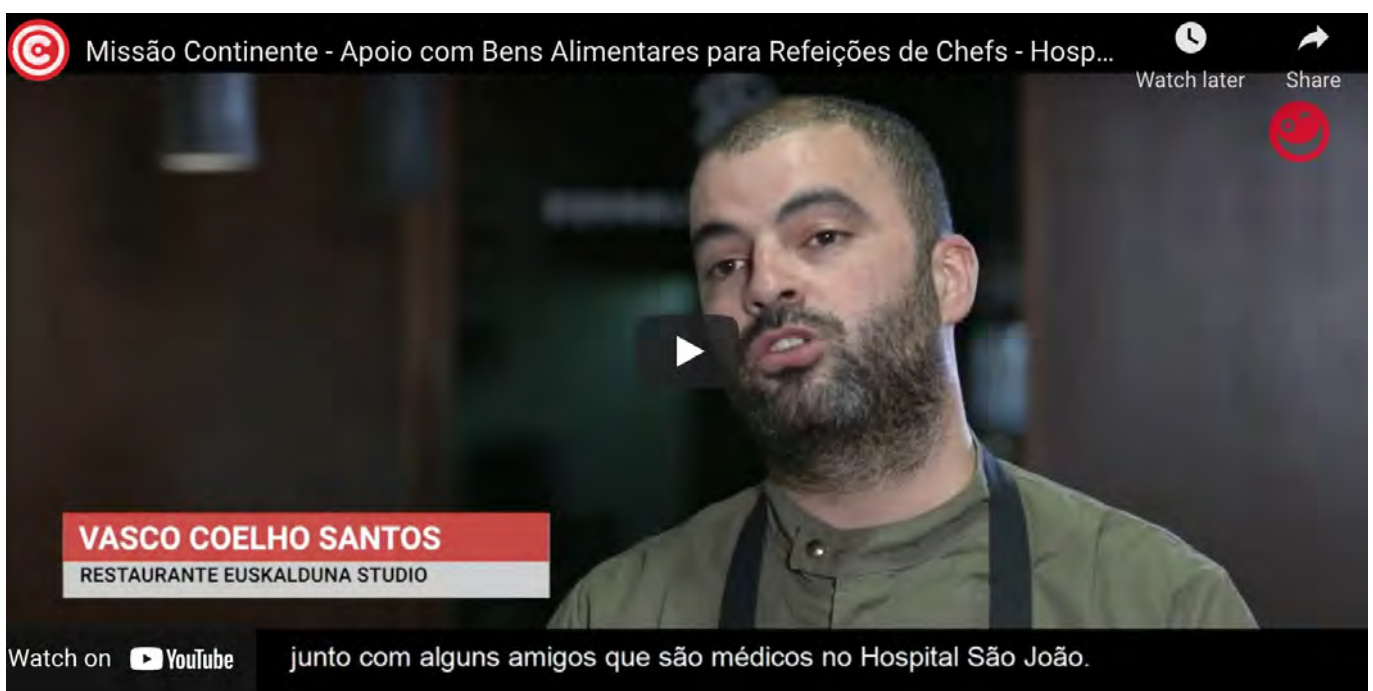 Missão Continente - Apoio com Bens Alimentares para Refeições de Chefs - Hosp...
Watch later
Share
VASCO COELHO SANTOS
RESTAURANTE EUSKALDUNA STUDIO
Watch on YouTube
junto com alguns amigos que são médicos no Hospital São João.